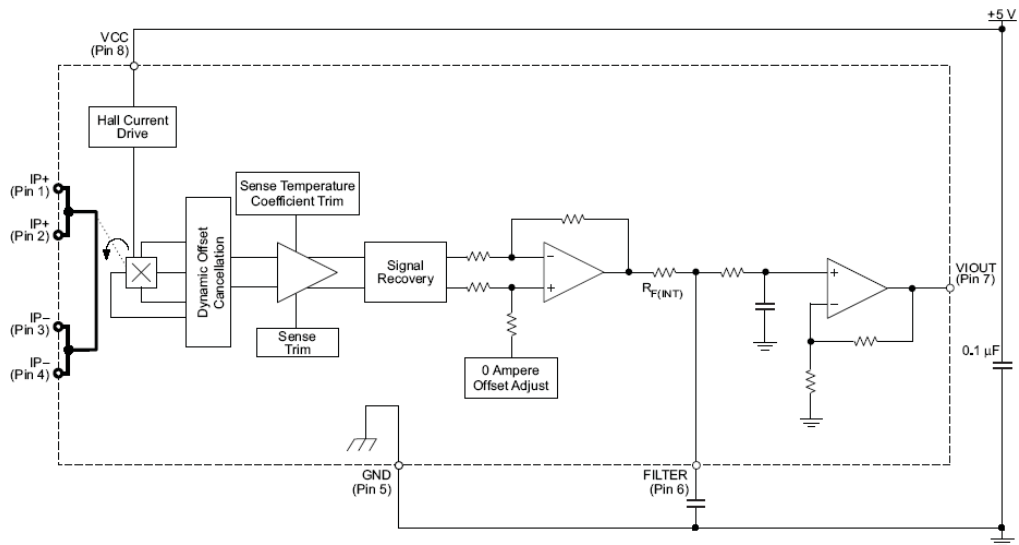 +5 V
VCC
(Pin 8)
Hall Current
Drive
IP+
(Pin 1)
IP+
(Pin 2)
IP−
(Pin 3)
IP−
(Pin 4)
Dynamic Offset
Cancellation
Sense Temperature
Coefficient Trim
Sense
Trim
Signal
Recovery
0 Ampere
Offset Adjust
−
+
RF(INT)
+
−
VIOUT
(Pin 7)
0.1 μF
GND
(Pin 5)
FILTER
(Pin 6)